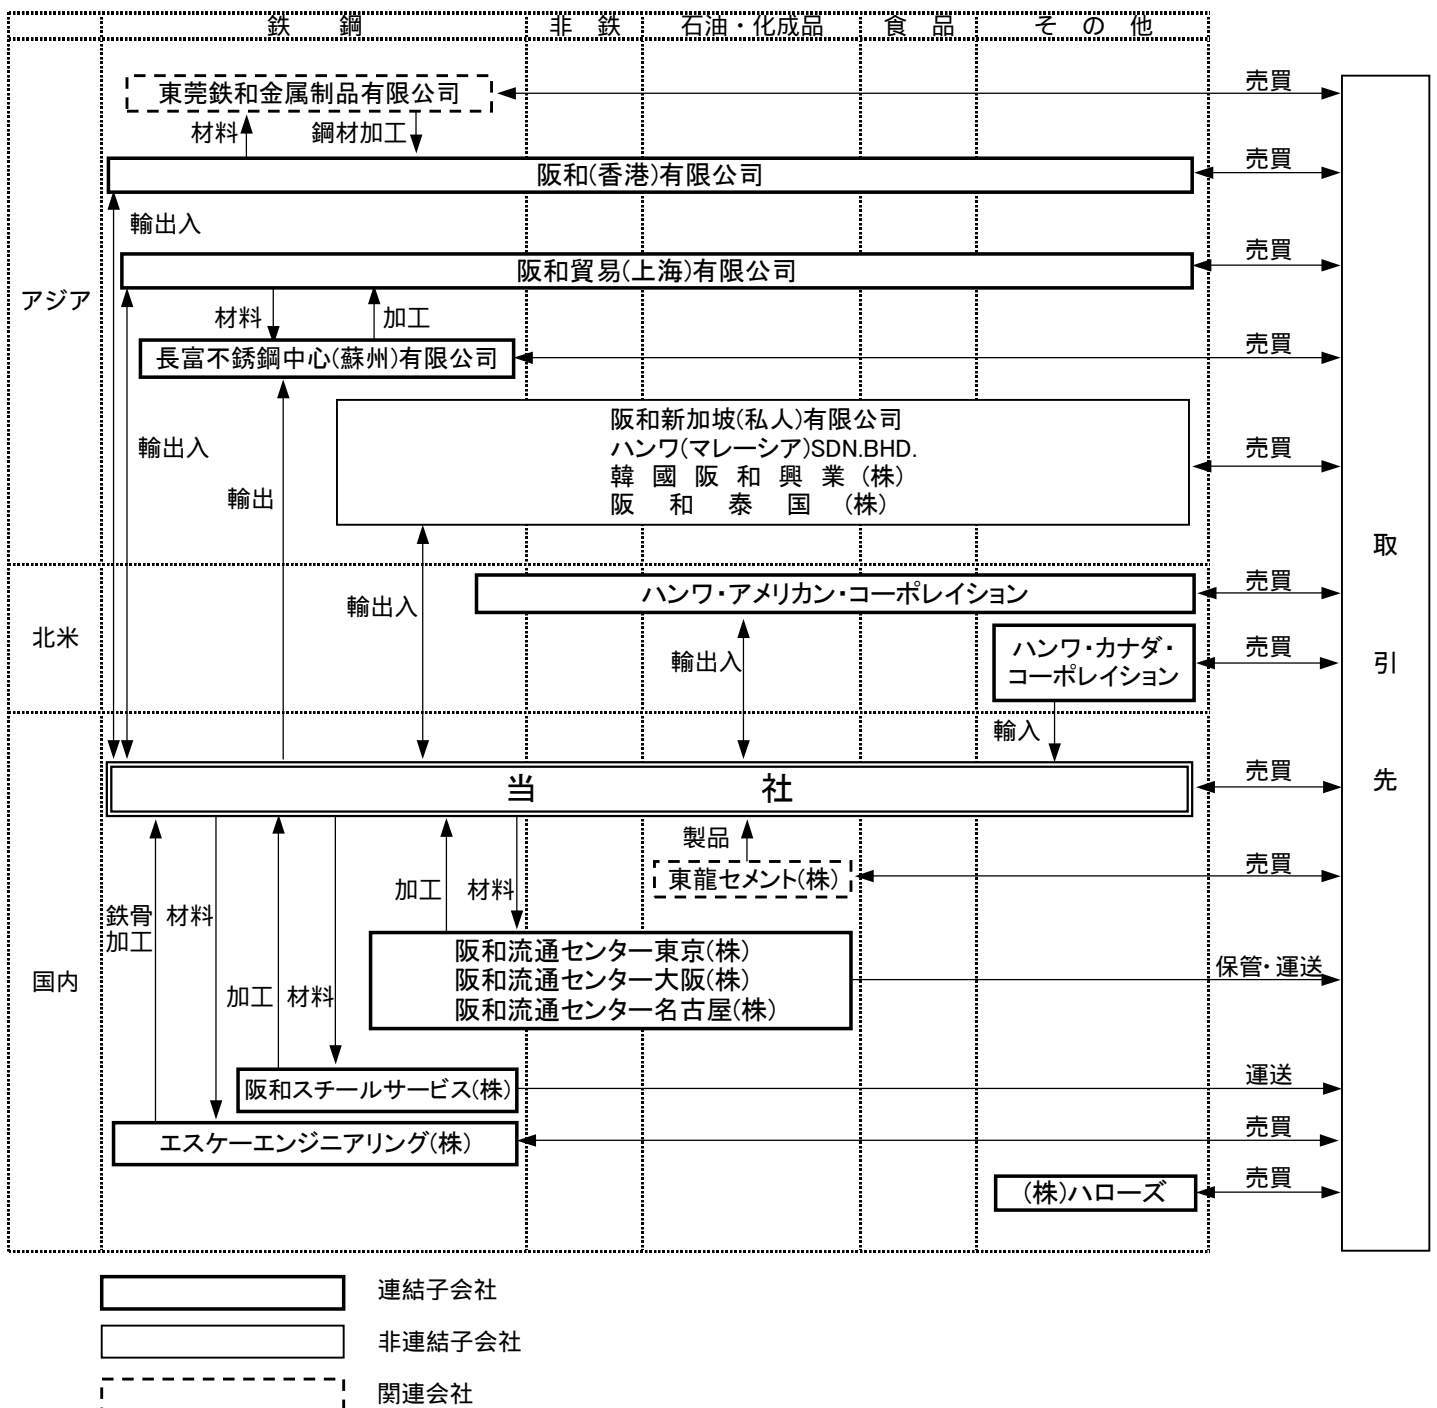 鉄　鋼　非　鉄　石油・化成品　食　品　そ　の　他
東莞鉄和金属制品有限公司
売買
材料
鋼材加工
阪和(香港)有限公司
売買
輸出入
阪和貿易(上海)有限公司
売買
アジア
材料
加工
長富不銹鋼中心(蘇州)有限公司
売買
阪和新加坡(私人)有限公司
ハンワ(マレーシア)SDN.BHD.
韓　國　阪　和　興　業　(株)
阪　和　泰　国　(株)
売買
輸出入
輸出
取引先
ハンワ・アメリカン・コーポレイション
売買
輸出入
北米
輸出入
ハンワ・カナダ・
コーポレイション
売買
輸入
当　社
売買
製品
東龍セメント(株)
売買
加工
材料
鉄骨
加工
材料
阪和流通センター東京(株)
阪和流通センター大阪(株)
阪和流通センター名古屋(株)
保管・運送
国内
加工
材料
阪和スチールサービス(株)
運送
エスケーエンジニアリング(株)
売買
(株)ハローズ
売買
連結子会社
非連結子会社
関連会社